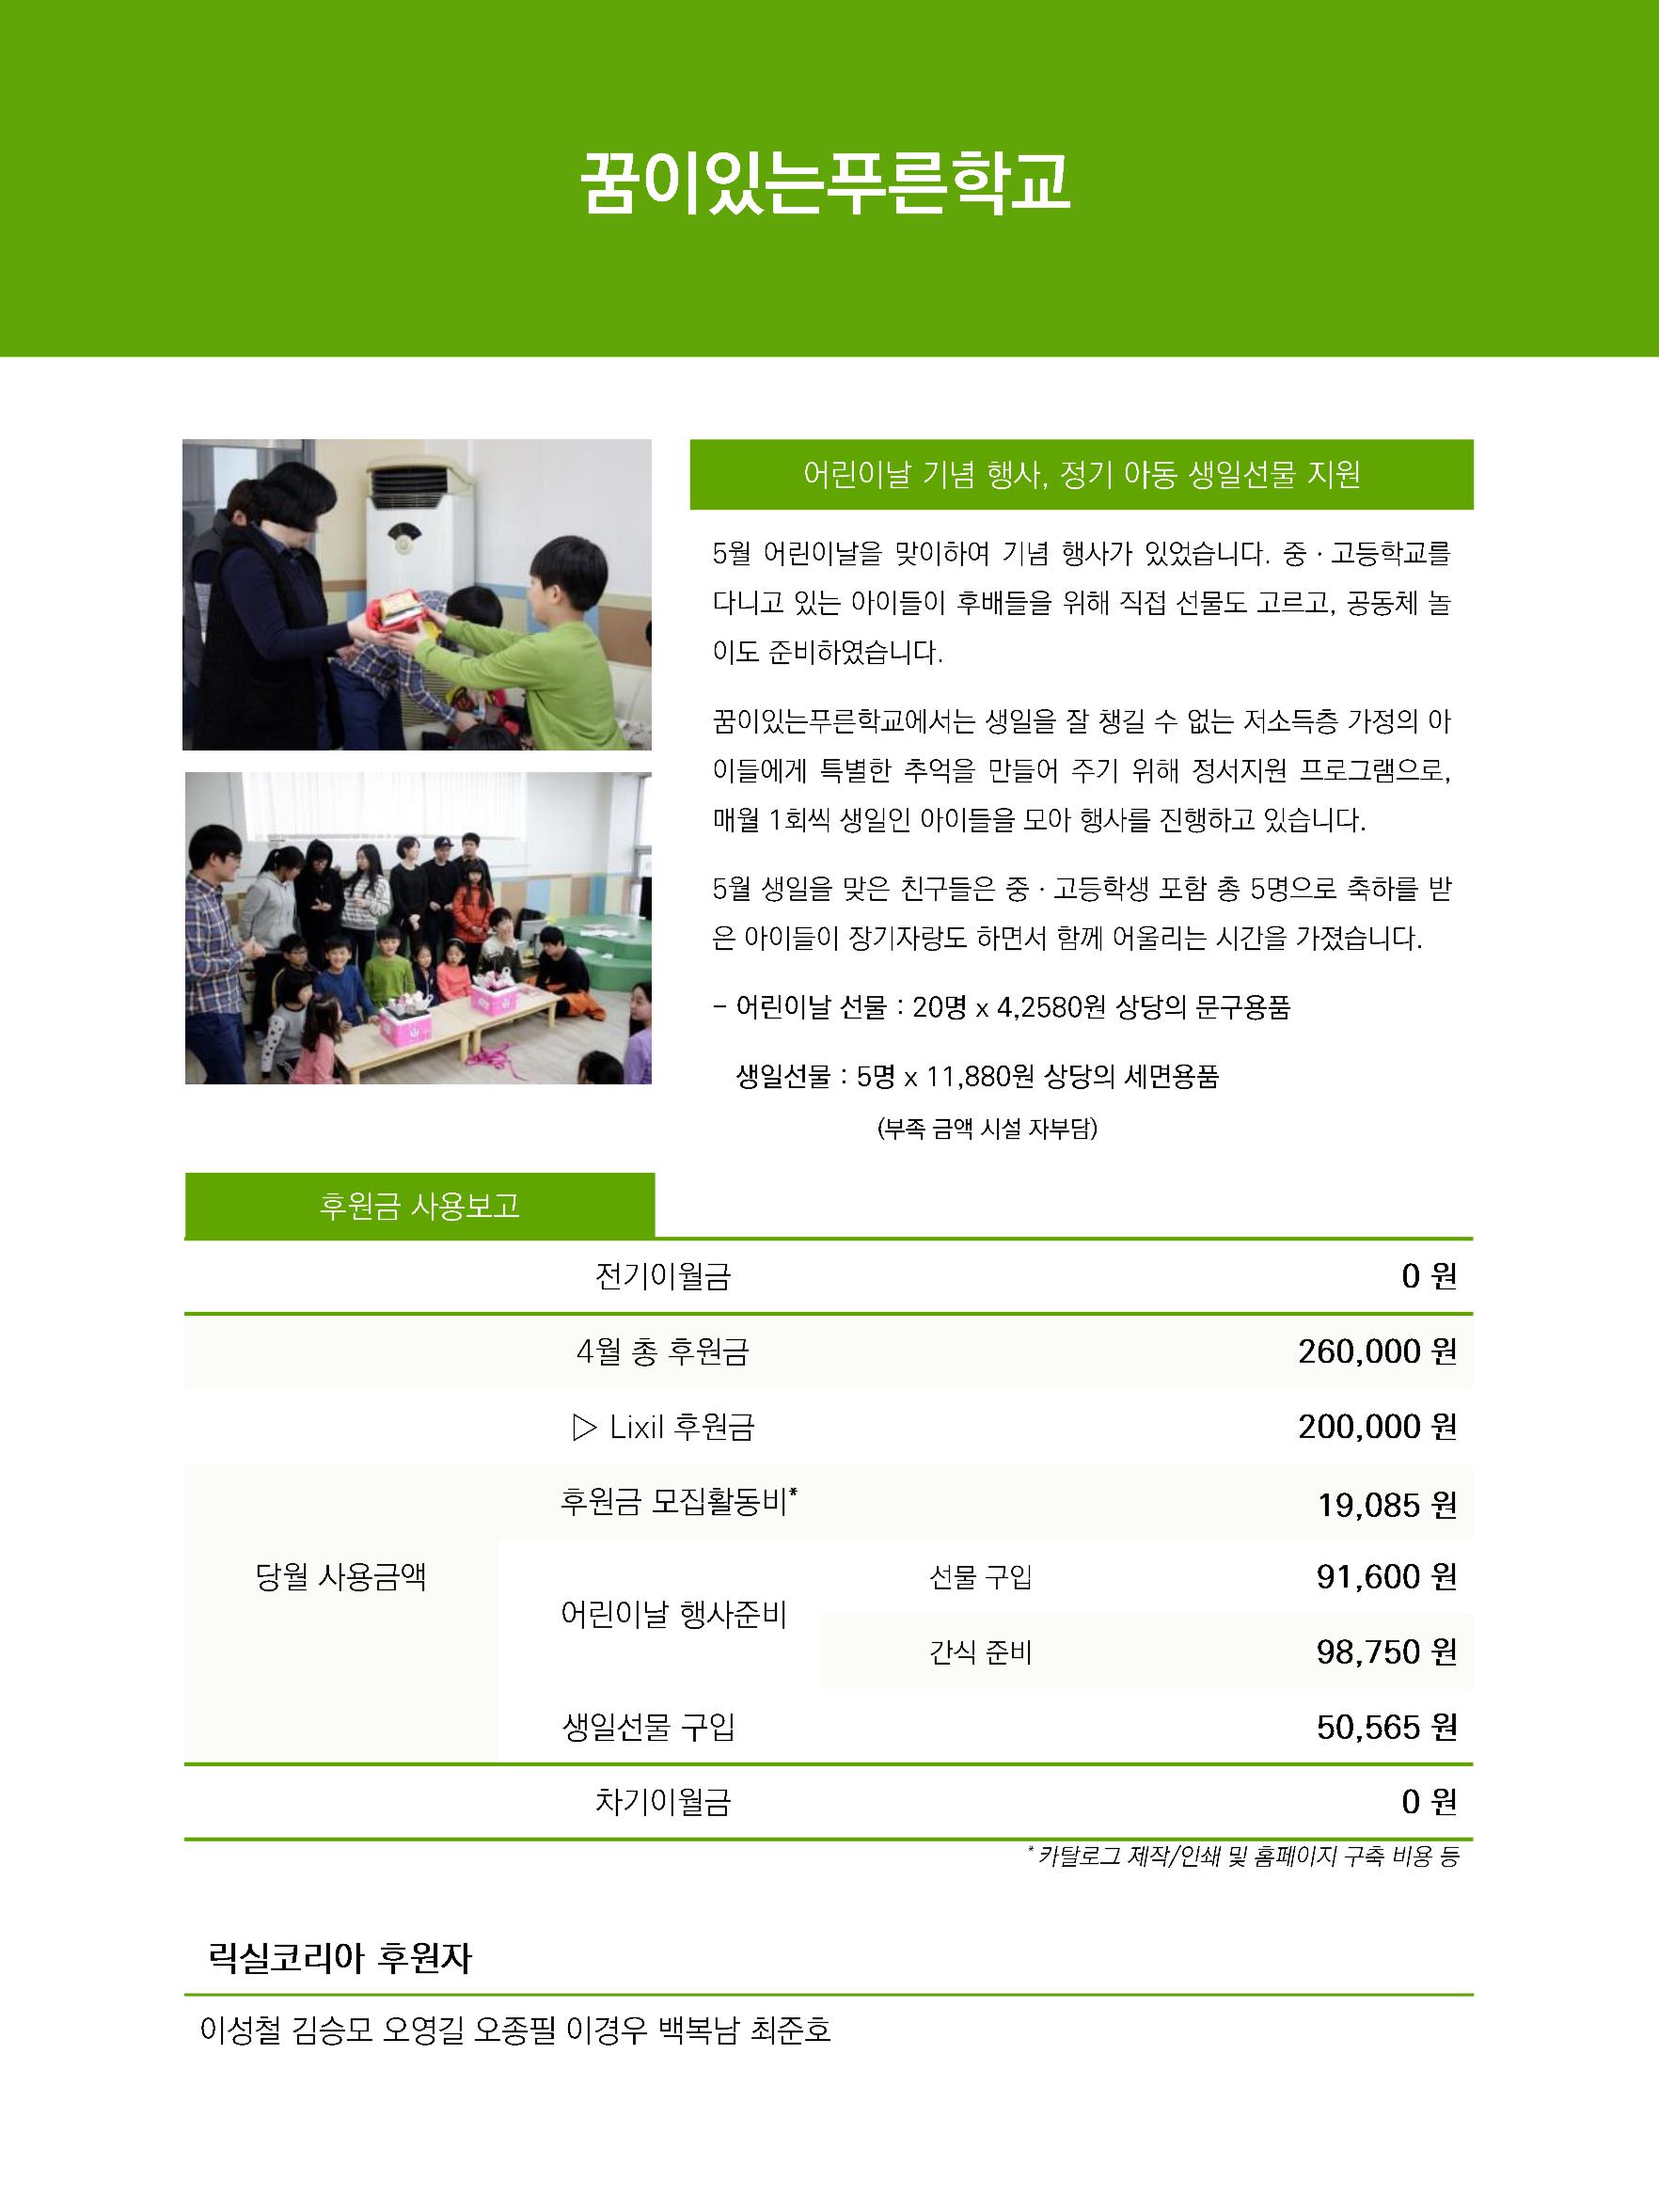 꿈이있는푸른학교
어린이날 기념 행사, 정기 아동 생일선물 지원
5월 어린이날을 맞이하여 기념 행사가 있었습니다. 중·고등학교를
다니고 있는 아이들이 후배들을 위해 직접 선물도 고르고, 공동체 놀
이도 준비하였습니다.
꿈이있는푸른학교에서는 생일을 잘 챙길 수 없는 저소득층 가정의 아
이들에게 특별한 추억을 만들어 주기 위해 정서지원 프로그램으로,
매월 1회씩 생일인 아이들을 모아 행사를 진행하고 있습니다.
5월 생일을 맞은 친구들은 중·고등학생 포함 총 5명으로 축하를 받
은 아이들이 장기자랑도 하면서 함께 어울리는 시간을 가졌습니다.
- 어린이날 선물 : 20명 x 4,2580원 상당의 문구용품
생일선물 : 5명 x 11,880원 상당의 세면용품
(부족 금액 시설 자부담)
후원금 사용보고
전기이월금 0 원
4월 총 후원금 260,000 원
▷ Lixil 후원금 200,000 원
후원금 모집활동비* 19,085 원
당월 사용금액
어린이날 행사준비
선물 구입 91,600 원
간식 준비 98,750 원
생일선물 구입 50,565 원
차기이월금 0 원
* 카탈로그 제작/인쇄 및 홈페이지 구축 비용 등
릭실코리아 후원자
이성철 김승모 오영길 오종필 이경우 백복남 최준호